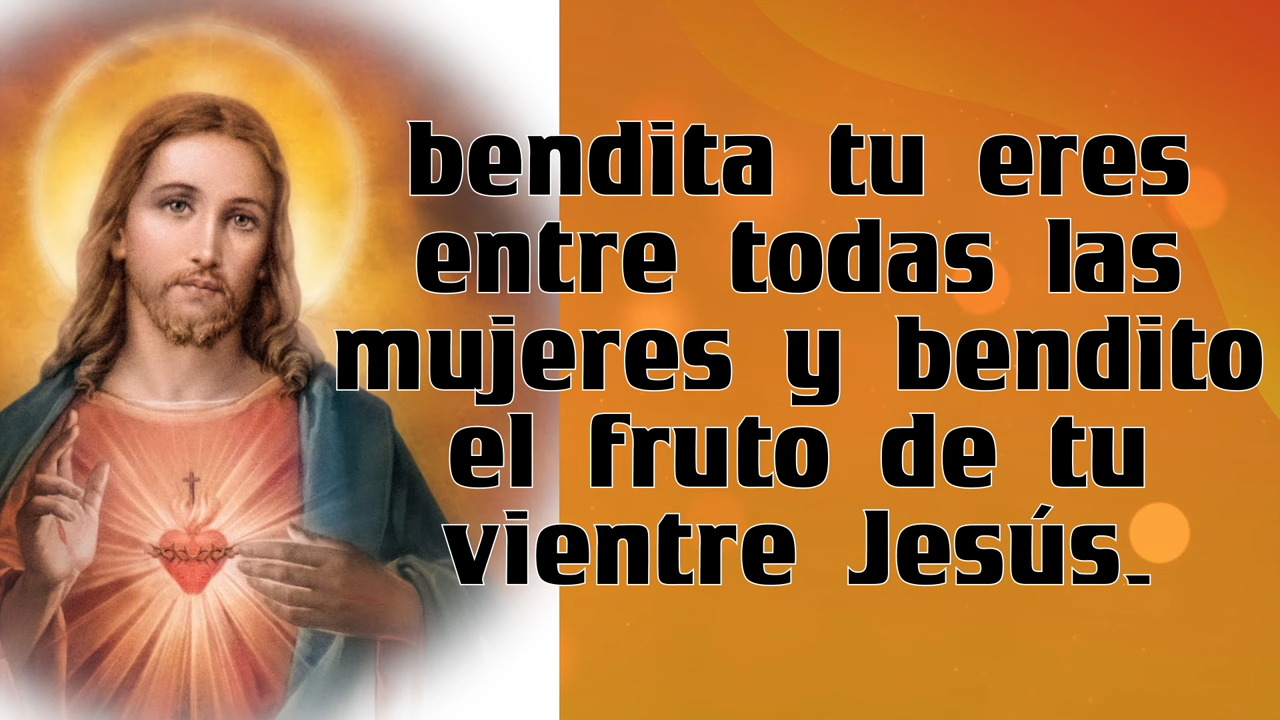 bendita tu eres
entre todas las
mujeres y bendito
el fruto de tu
vientre Jesús.